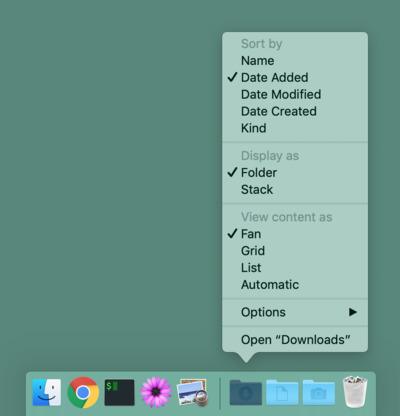 Sort by
Name
✓ Date Added
Date Modified
Date Created
Kind
Display as
✓ Folder
Stack
View content as
✓ Fan
Grid
List
Automatic
Options ▶
Open “Downloads”
$